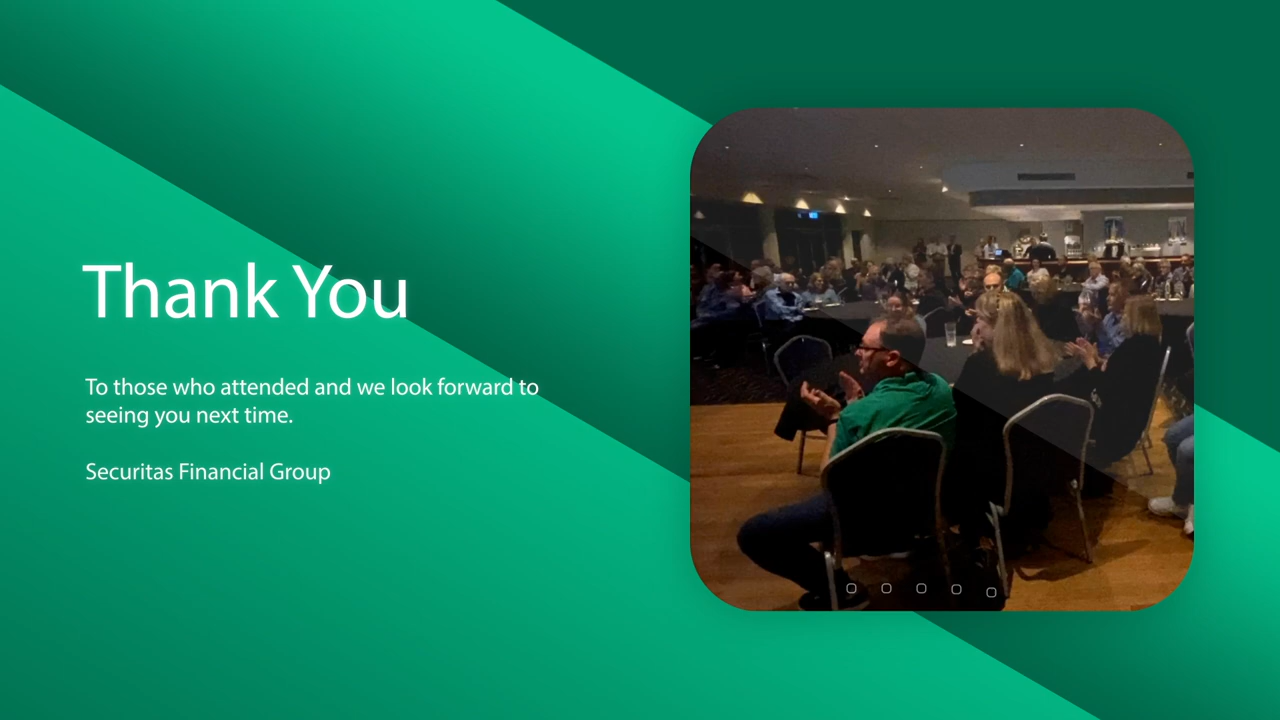 Thank You
To those who attended and we look forward to
seeing you next time.
Securitas Financial Group